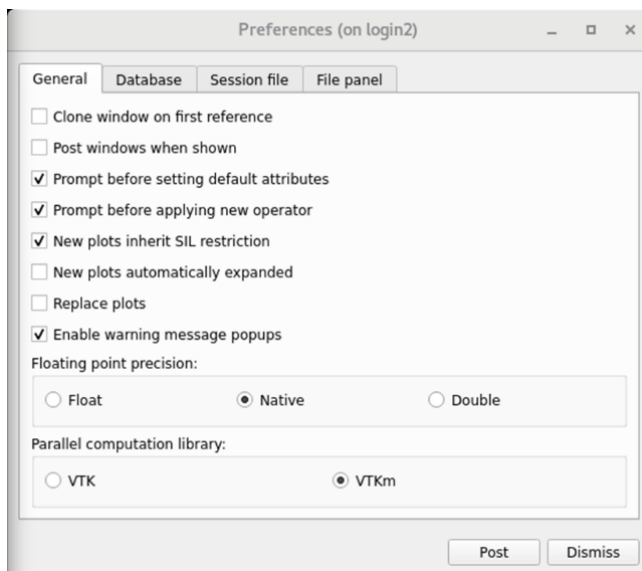 Preferences (on login2)
General Database Session file File panel
Clone window on first reference
Post windows when shown
Prompt before setting default attributes
Prompt before applying new operator
New plots inherit SIL restriction
New plots automatically expanded
Replace plots
Enable warning message popups
Floating point precision:
Float Native Double
Parallel computation library:
VTK VTKm
Post Dismiss